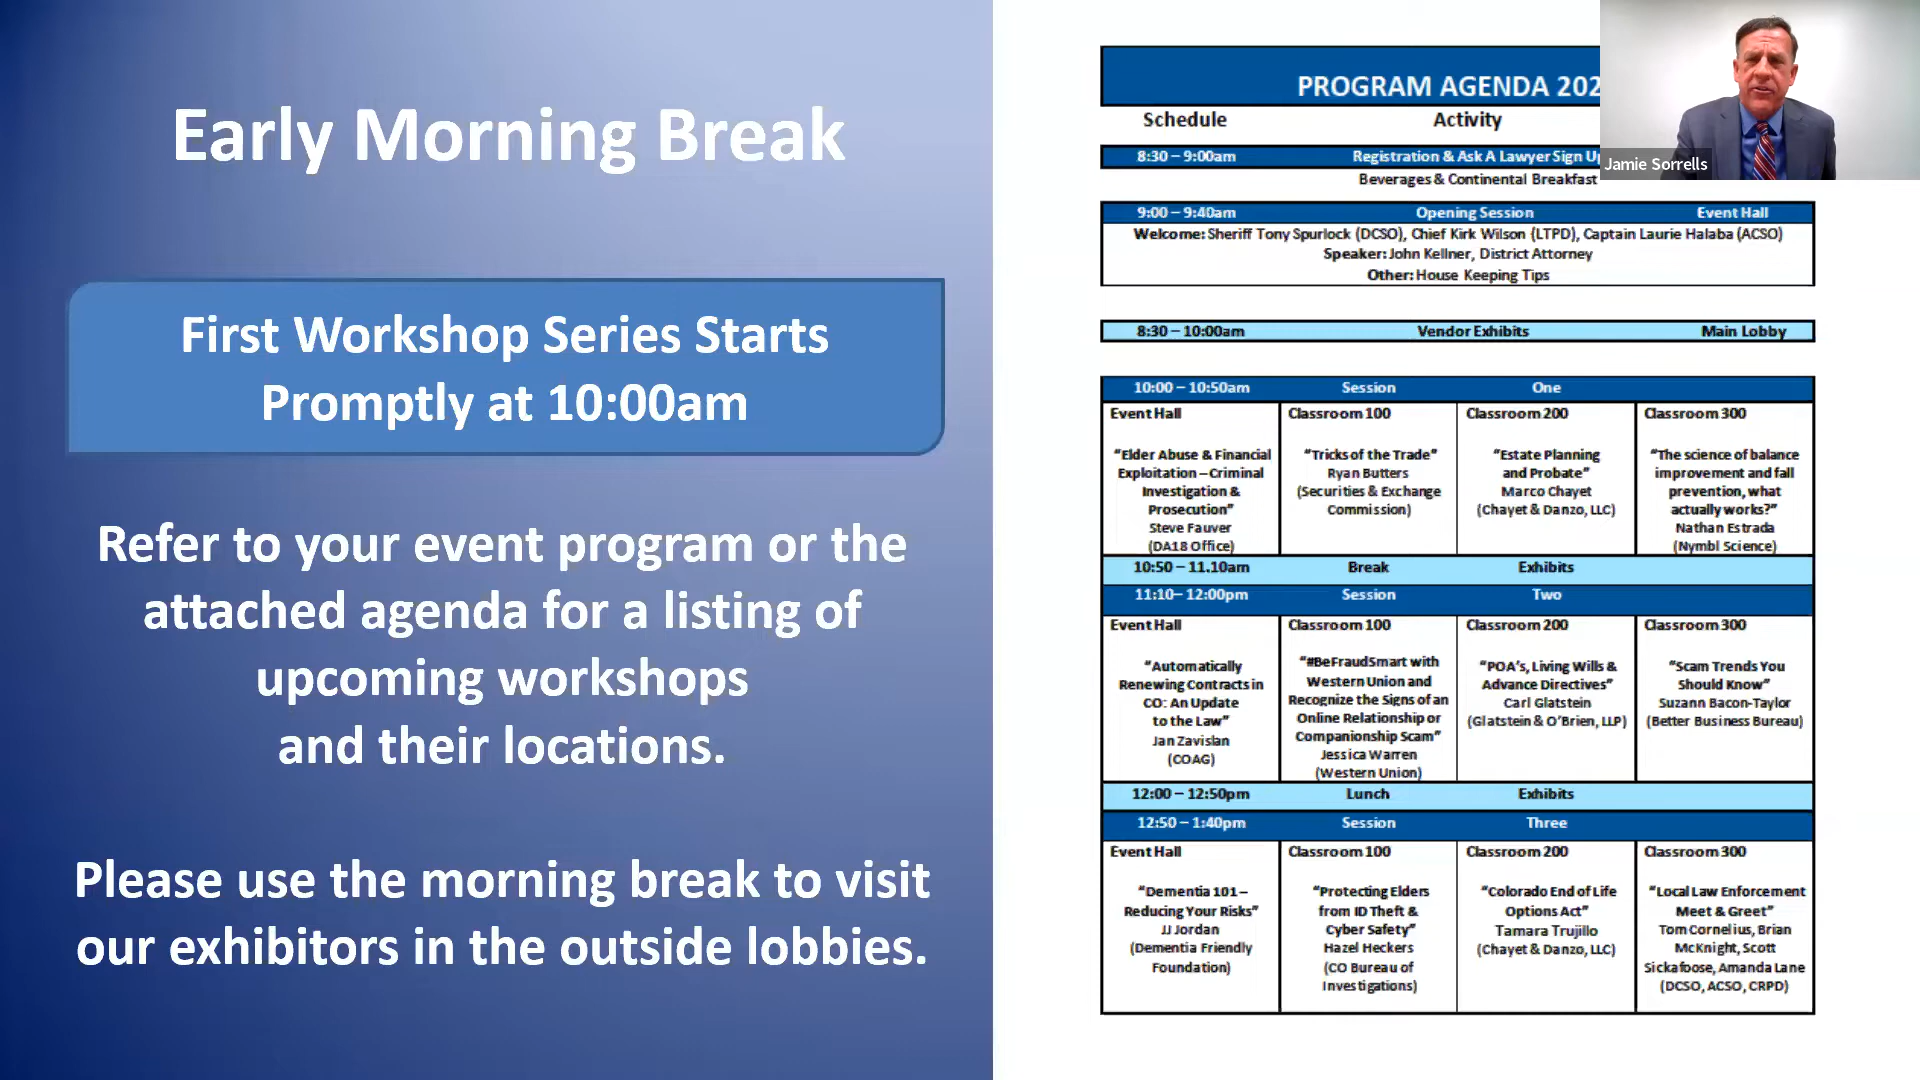 Early Morning Break
First Workshop Series Starts
Promptly at 10:00am
Refer to your event program or the
attached agenda for a listing of
upcoming workshops
and their locations.
Please use the morning break to visit
our exhibitors in the outside lobbies.
PROGRAM AGENDA 202
Schedule Activity
8:30 – 9:00am Registration & Ask A Lawyer Sign U
Beverages & Continental Breakfast
9:00 – 9:40am Opening Session Event Hall
Welcome: Sheriff Tony Spurlock (DCSO), Chief Kirk Wilson (LTPD), Captain Laurie Halaba (ACSO)
Speaker: John Kellner, District Attorney
Other: House Keeping Tips
8:30 – 10:00am Vendor Exhibits Main Lobby
10:00 – 10:50am Session One
Event Hall
“Elder Abuse & Financial
Exploitation – Criminal
Investigation &
Prosecution”
Steve Fauver
(DA18 Office)
Classroom 100
“Tricks of the Trade”
Ryan Butters
(Securities & Exchange
Commission)
Classroom 200
“Estate Planning
and Probate”
Marco Chayet
(Chayet & Danzo, LLC)
Classroom 300
“The science of balance
improvement and fall
prevention, what
actually works?”
Nathan Estrada
(Nymbl Science)
10:50 – 11.10am Break Exhibits
11:10– 12:00pm Session Two
Event Hall
“Automatically
Renewing Contracts in
CO: An Update
to the Law”
Jan Zavislan
(COAG)
Classroom 100
“#BeFraudSmart with
Western Union and
Recognize the Signs of an
Online Relationship or
Companionship Scam”
Jessica Warren
(Western Union)
Classroom 200
“POA’s, Living Wills &
Advance Directives”
Carl Glatstein
(Glatstein & O’Brien, LLP)
Classroom 300
“Scam Trends You
Should Know”
Suzann Bacon-Taylor
(Better Business Bureau)
12:00 – 12:50pm Lunch Exhibits
12:50 – 1:40pm Session Three
Event Hall
“Dementia 101 –
Reducing Your Risks”
JJ Jordan
(Dementia Friendly
Foundation)
Classroom 100
“Protecting Elders
from ID Theft &
Cyber Safety”
Hazel Heckers
(CO Bureau of
Investigations)
Classroom 200
“Colorado End of Life
Options Act”
Tamara Trujillo
(Chayet & Danzo, LLC)
Classroom 300
“Local Law Enforcement
Meet & Greet”
Tom Cornelius, Brian
McKnight, Scott
Sickafoose, Amanda Lane
(DCSO, ACSO, CRPD)
Jamie Sorrells